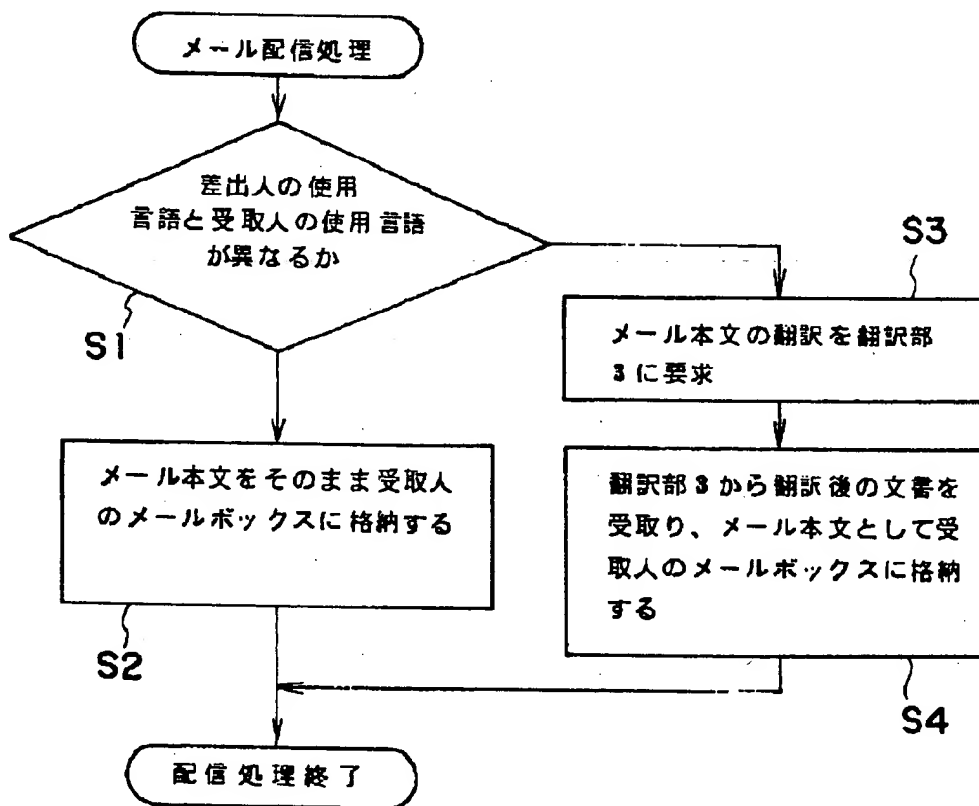 メール配信処理
差出人の使用
言語と受取人の使用言語
が異なるか
S1
S3
メール本文の翻訳を翻訳部
3に要求
メール本文をそのまま受取人
のメールボックスに格納する
S2
翻訳部3から翻訳後の文書を
受取り、メール本文として受
取人のメールボックスに格納
する
S4
配信処理終了